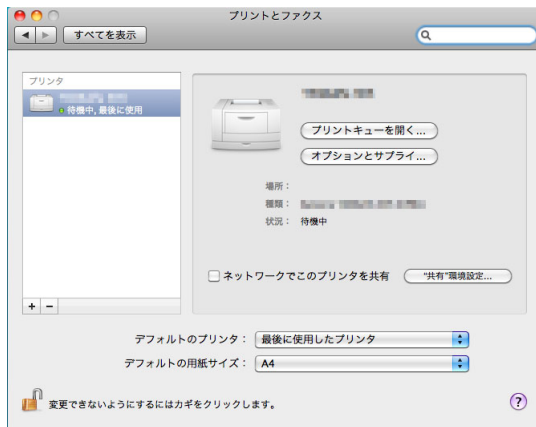 プリントとファクス
すべてを表示
プリンタ
待機中, 最後に使用
プリントキューを開く...
オプションとサプライ...
場所：
種類：
状況： 待機中
ネットワークでこのプリンタを共有 "共有"環境設定...
+ −
デフォルトのプリンタ： 最後に使用したプリンタ
デフォルトの用紙サイズ： A4
変更できないようにするにはカギをクリックします。 ?